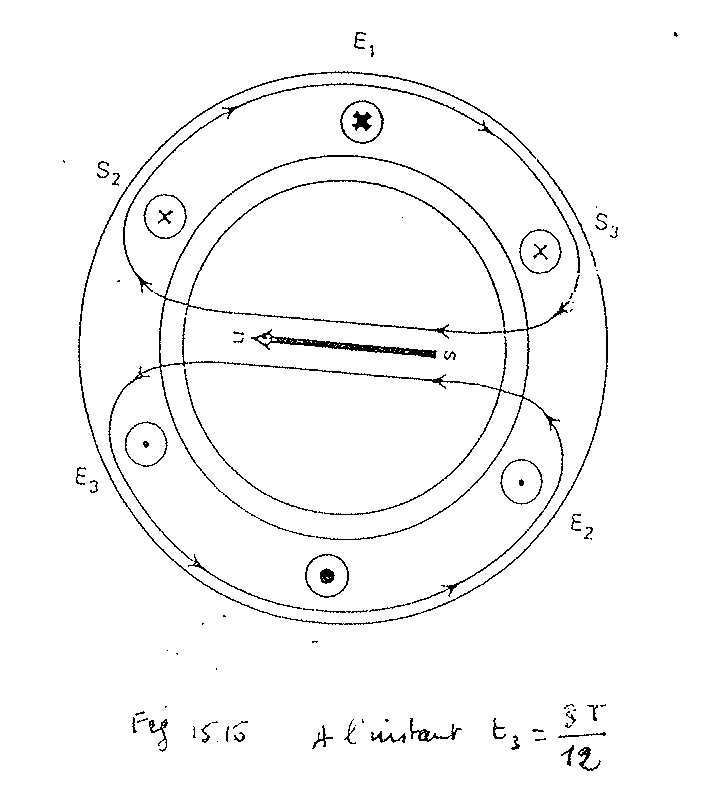 E₁
S₂
S₃
n
s
E₃
E₂
Fig 15.15 A l'instant t₃ = 3T/12